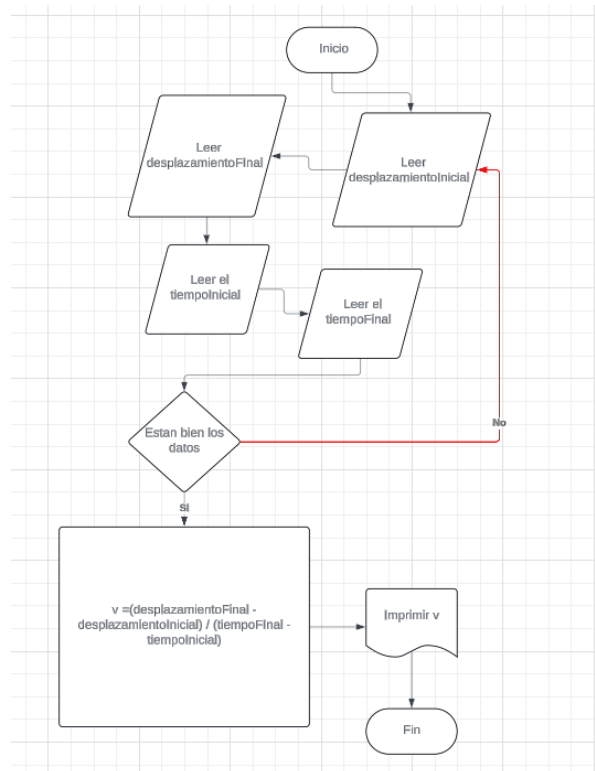 Inicio
Leer
desplazamientoInicial
Leer
desplazamientoFInal
Leer el
tiempoInicial
Leer el
tiempoFinal
Estan bien los
datos
No
Si
v =(desplazamientoFinal -
desplazamientoInicial) / (tiempoFInal -
tiempoInicial)
Imprimir v
Fin